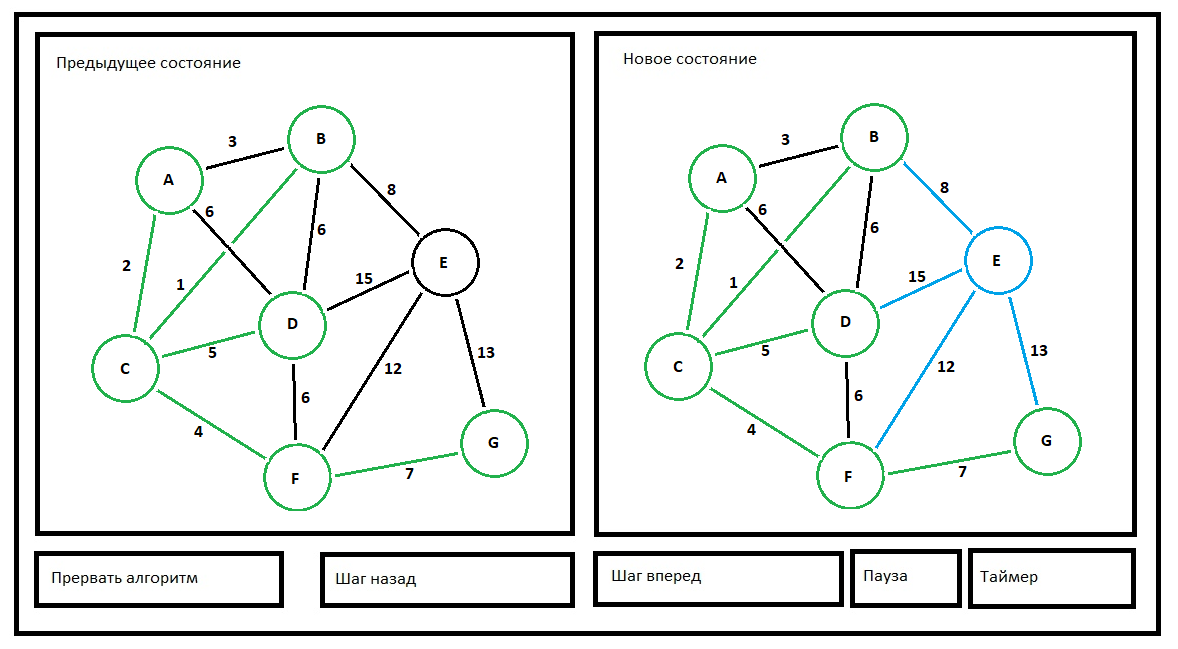 Предыдущее состояние
B
3
A
8
6
6
E
2
15
1
D
13
5
C
12
6
4
G
F
7
Новое состояние
B
3
A
8
6
6
E
2
15
1
D
13
5
C
12
6
4
G
F
7
Прервать алгоритм
Шаг назад
Шаг вперед
Пауза
Таймер